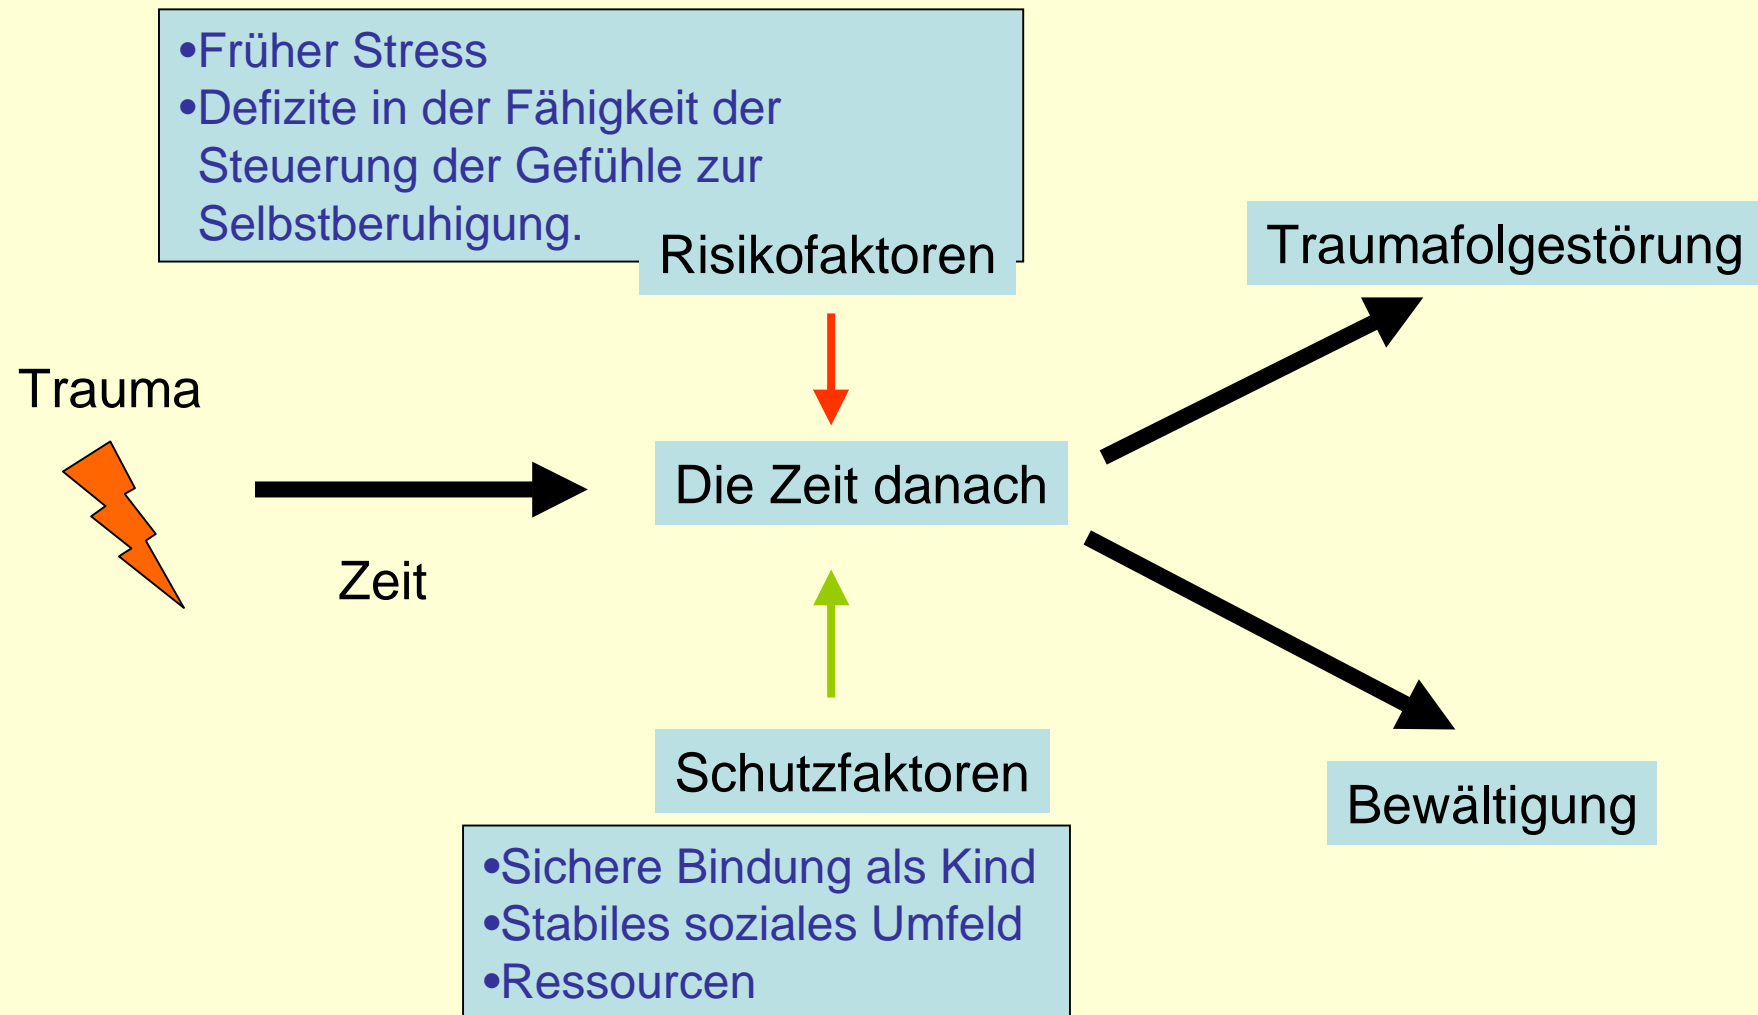 •Früher Stress
•Defizite in der Fähigkeit der
Steuerung der Gefühle zur
Selbstberuhigung.
Risikofaktoren
Traumafolgestörung
Trauma
Die Zeit danach
Zeit
Schutzfaktoren
Bewältigung
•Sichere Bindung als Kind
•Stabiles soziales Umfeld
•Ressourcen